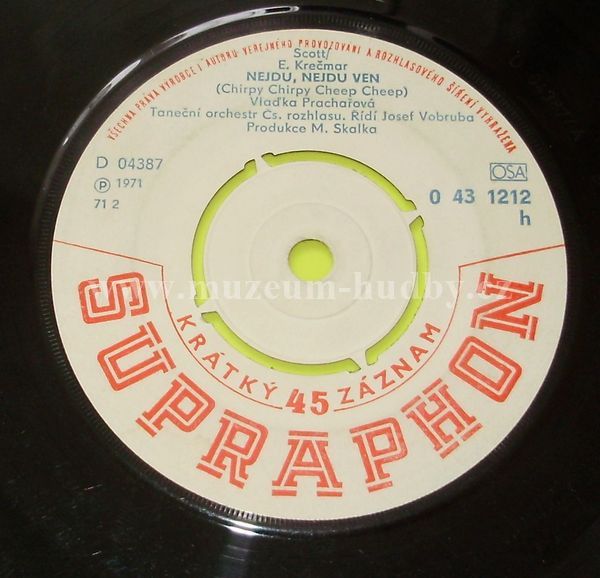 VŠECHNA PRÁVA VÝROBCE I AUTORŮ VEŘEJNÉHO PROVOZOVÁNÍ A ROZHLASOVÉHO ŠÍŘENÍ VYHRAŽENA
Scott/
E. Krečmar
NEJDU, NEJDU VEN
(Chirpy Chirpy Cheep Cheep)
Vlaďka Prachařová
Taneční orchestr Čs. rozhlasu. Řídí Josef Vobruba
Produkce M. Skalka
D 04387
Ⓟ 1971
71 2
OSA
0 43 1212
h
www.muzeum-hudby.cz
KRÁTKÝ 45 ZÁZNAM
SUPRAPHON